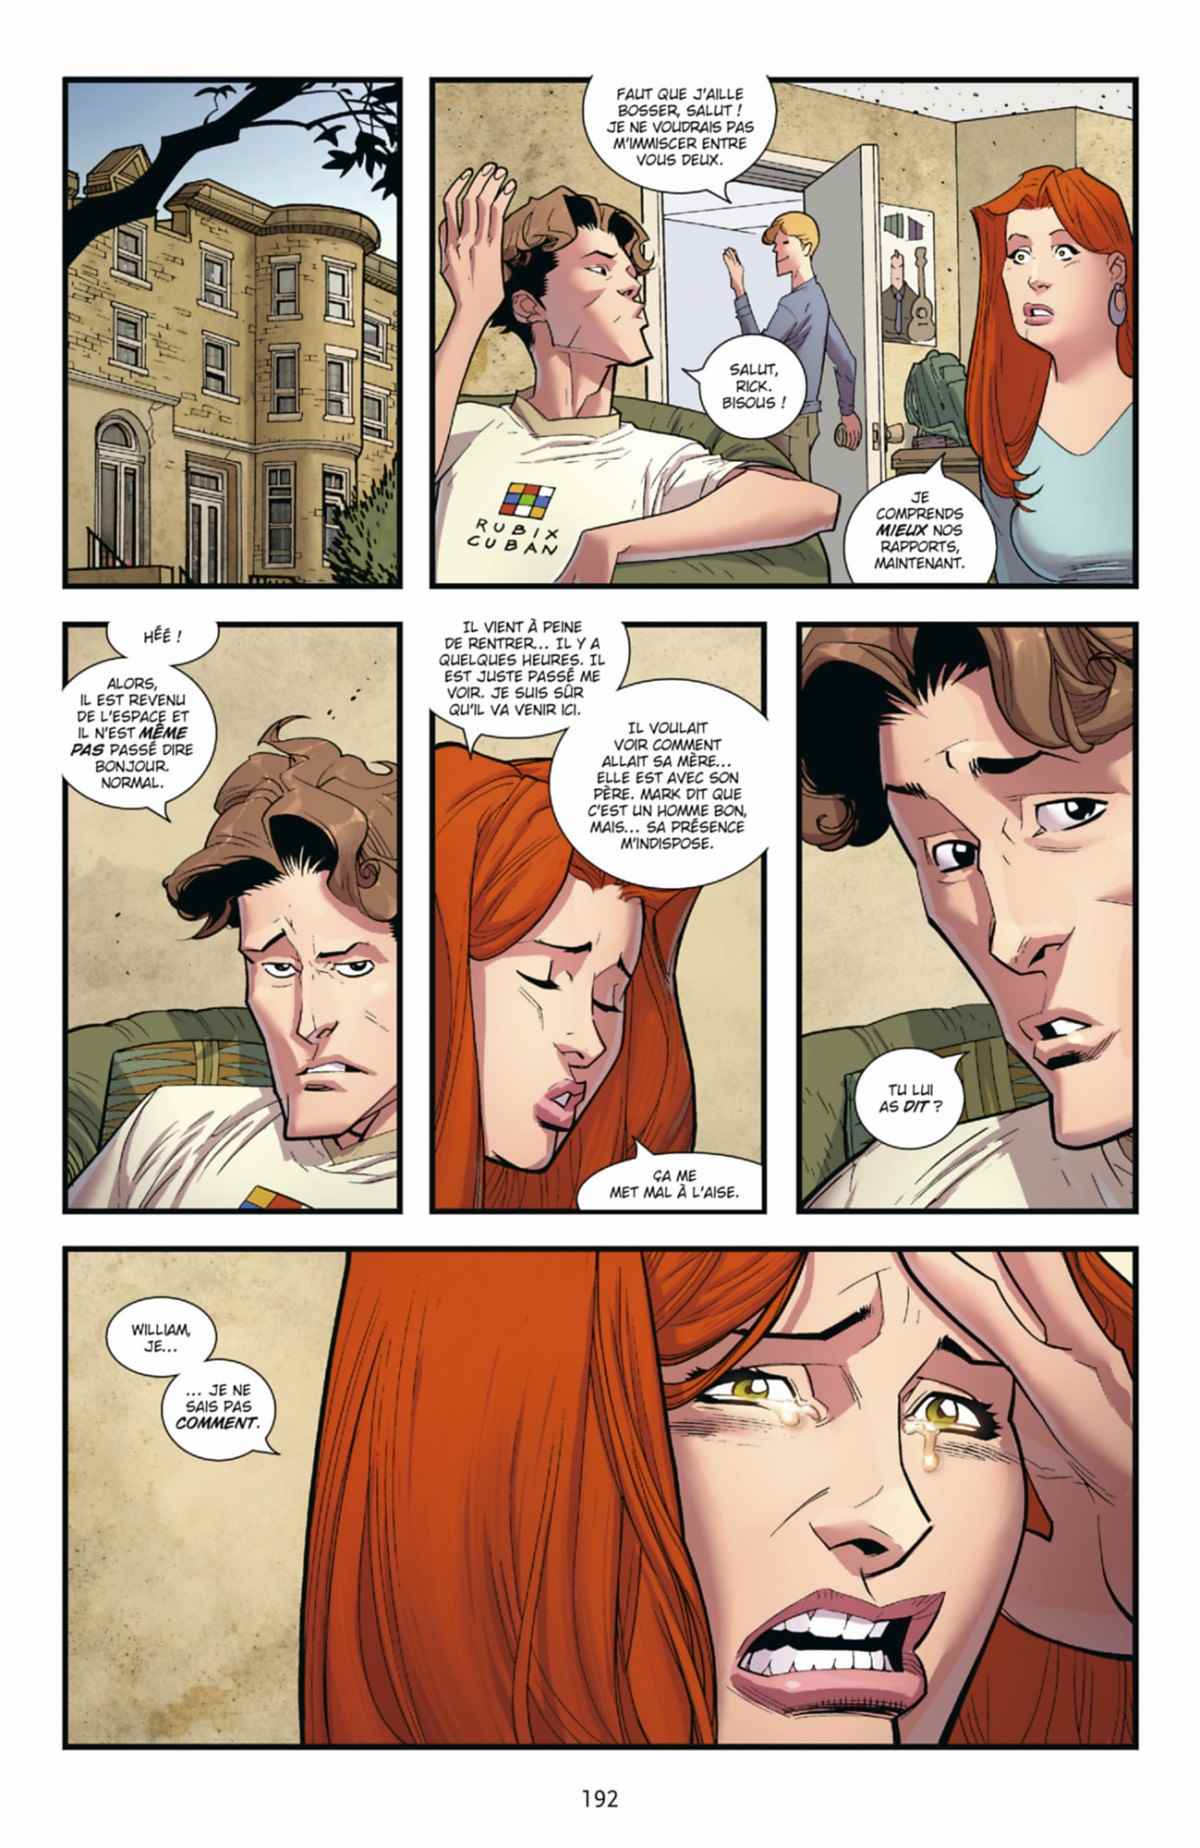 FAUT QUE J'AILLE
BOSSER, SALUT !
JE NE VOUDRAIS PAS
M'IMMISCER ENTRE
VOUS DEUX.
SALUT,
RICK.
BISOUS !
JE
COMPRENDS
MIEUX NOS
RAPPORTS,
MAINTENANT.
RUBIX
CUBAN
HÉÉ !
ALORS,
IL EST REVENU
DE L'ESPACE ET
IL N'EST MÊME
PAS PASSÉ DIRE
BONJOUR.
NORMAL.
IL VIENT À PEINE
DE RENTRER... IL Y A
QUELQUES HEURES. IL
EST JUSTE PASSÉ ME
VOIR. JE SUIS SÛR
QU'IL VA VENIR ICI.
IL VOULAIT
VOIR COMMENT
ALLAIT SA MÈRE...
ELLE EST AVEC SON
PÈRE. MARK DIT QUE
C'EST UN HOMME BON,
MAIS... SA PRÉSENCE
M'INDISPOSE.
ÇA ME
MET MAL À L'AISE.
TU LUI
AS DIT ?
WILLIAM,
JE...
... JE NE
SAIS PAS
COMMENT.
192